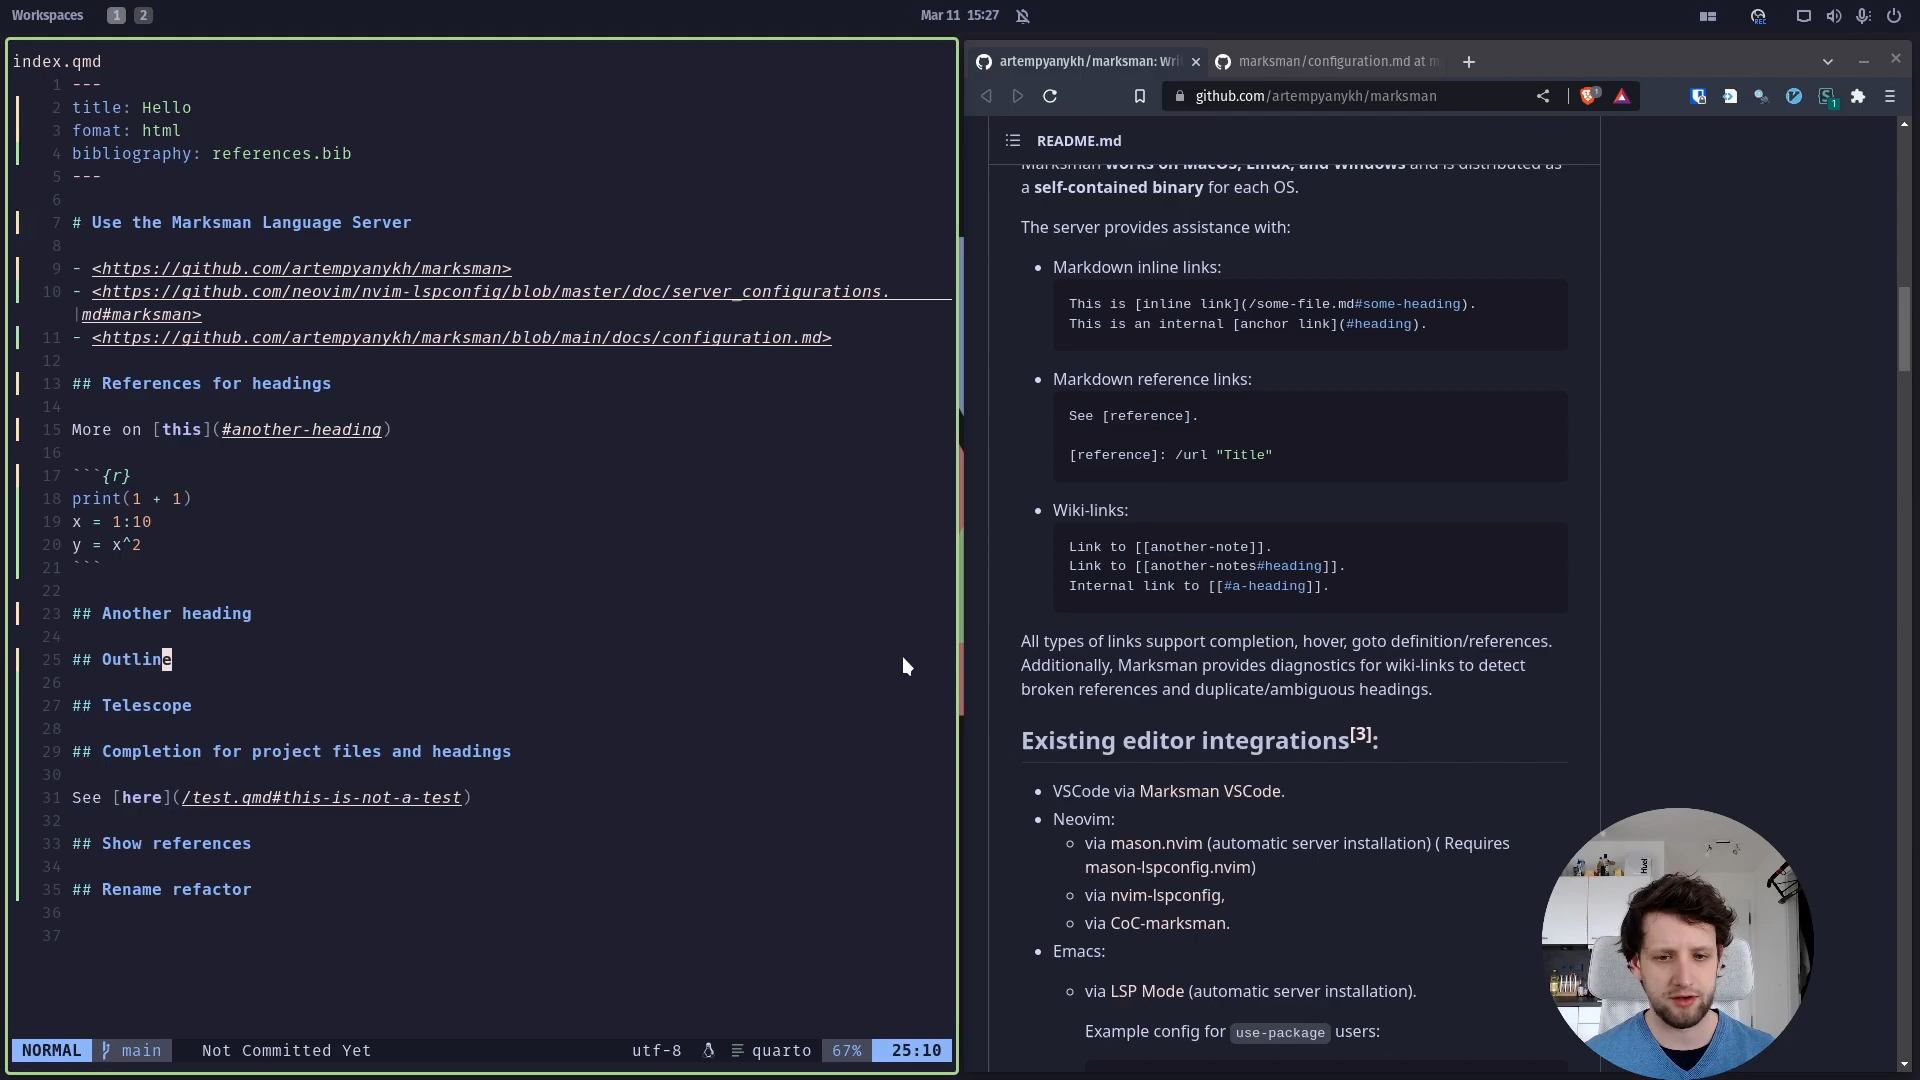 Workspaces 1 2
Mar 11 15:27
index.qmd
1 ---
2 title: Hello
3 fomat: html
4 bibliography: references.bib
5 ---
6
7 # Use the Marksman Language Server
8
9 - <https://github.com/artempyanykh/marksman>
10 - <https://github.com/neovim/nvim-lspconfig/blob/master/doc/server_configurations.
md#marksman>
11 - <https://github.com/artempyanykh/marksman/blob/main/docs/configuration.md>
12
13 ## References for headings
14
15 More on [this](#another-heading)
16
17 ```{r}
18 print(1 + 1)
19 x = 1:10
20 y = x^2
21 ```
22
23 ## Another heading
24
25 ## Outline
26
27 ## Telescope
28
29 ## Completion for project files and headings
30
31 See [here](/test.qmd#this-is-not-a-test)
32
33 ## Show references
34
35 ## Rename refactor
36
37
NORMAL main Not Committed Yet utf-8 quarto 67% 25:10
artempyanykh/marksman: Wri
marksman/configuration.md at m
github.com/artempyanykh/marksman
README.md
Marksman works on MacOS, Linux, and Windows and is distributed as
a self-contained binary for each OS.
The server provides assistance with:
• Markdown inline links:
This is [inline link](/some-file.md#some-heading).
This is an internal [anchor link](#heading).
• Markdown reference links:
See [reference].
[reference]: /url "Title"
• Wiki-links:
Link to [[another-note]].
Link to [[another-notes#heading]].
Internal link to [[#a-heading]].
All types of links support completion, hover, goto definition/references.
Additionally, Marksman provides diagnostics for wiki-links to detect
broken references and duplicate/ambiguous headings.
Existing editor integrations[3]:
• VSCode via Marksman VSCode.
• Neovim:
◦ via mason.nvim (automatic server installation) ( Requires
mason-lspconfig.nvim)
◦ via nvim-lspconfig,
◦ via CoC-marksman.
• Emacs:
◦ via LSP Mode (automatic server installation).
Example config for use-package users: